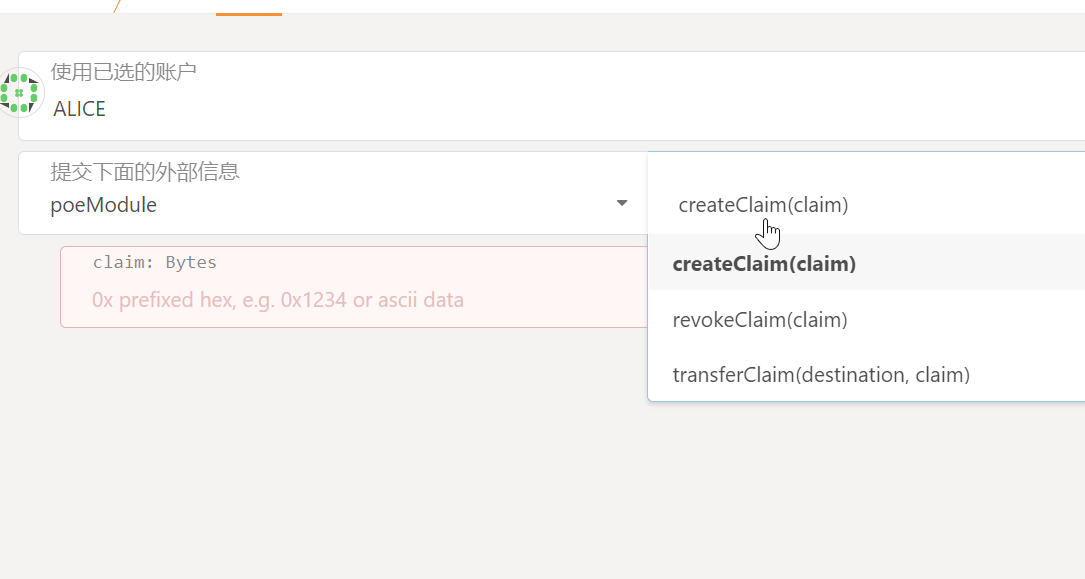 使用已选的账户
ALICE
提交下面的外部信息
poeModule
createClaim(claim)
claim: Bytes
0x prefixed hex, e.g. 0x1234 or ascii data
createClaim(claim)
revokeClaim(claim)
transferClaim(destination, claim)